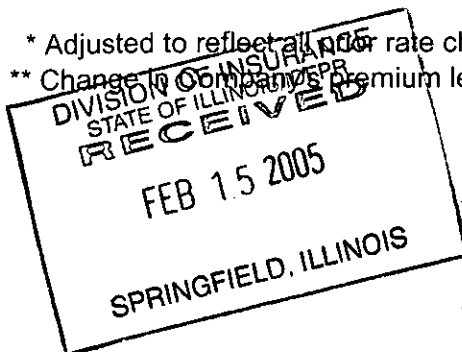 * Adjusted to reflect all prior rate
** Change in Company's premium
DIVISION OF INSURANCE
STATE OF ILLINOIS/IDFPR
RECEIVED
FEB 15 2005
SPRINGFIELD, ILLINOIS